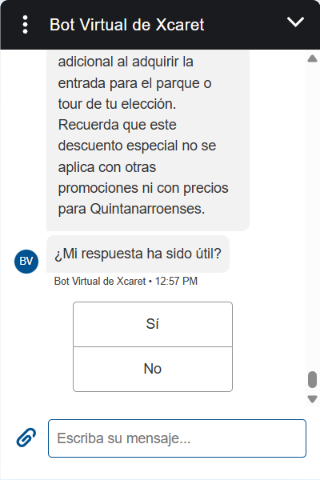 Bot Virtual de Xcaret
adicional al adquirir la
entrada para el parque o
tour de tu elección.
Recuerda que este
descuento especial no se
aplica con otras
promociones ni con precios
para Quintanarroenses.
¿Mi respuesta ha sido útil?
BV
Bot Virtual de Xcaret • 12:57 PM
Sí
No
Escriba su mensaje...